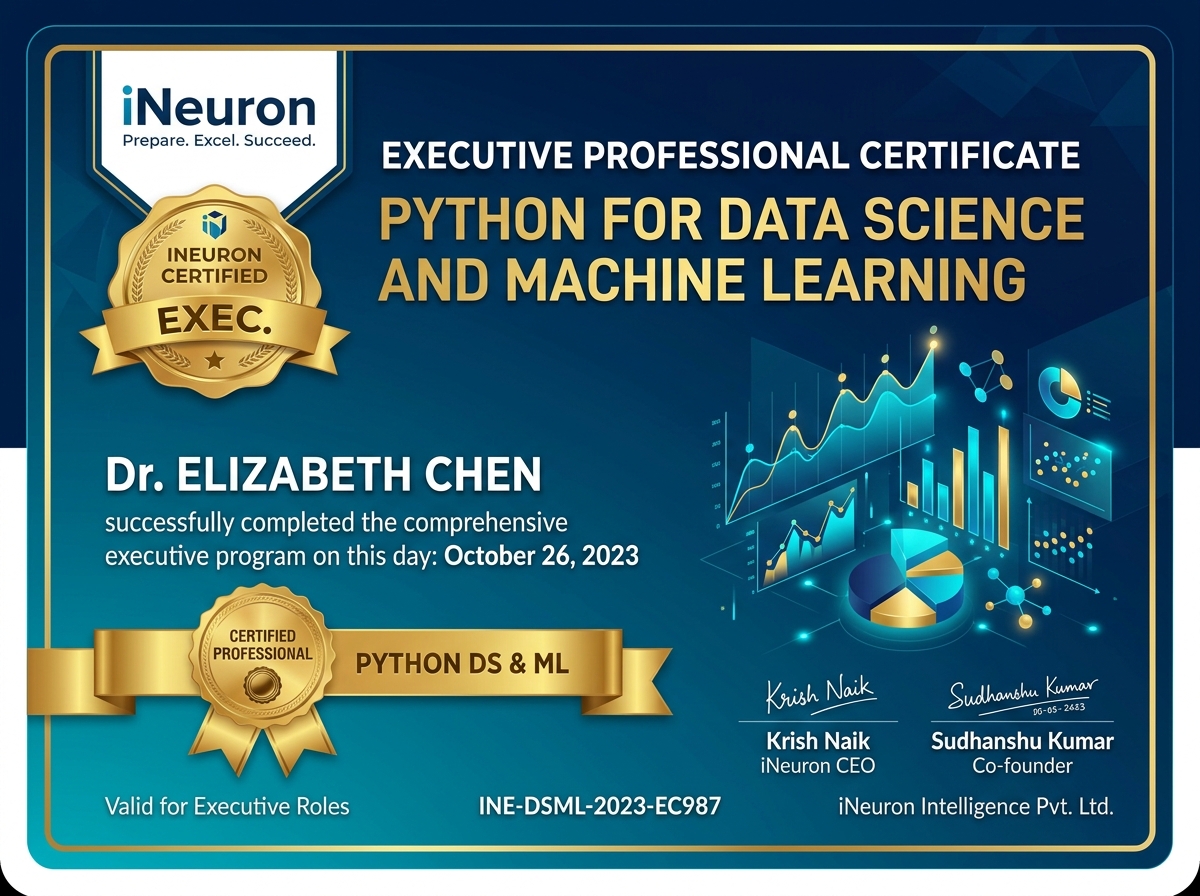 iNeuron
Prepare. Excel. Succeed.
EXECUTIVE PROFESSIONAL CERTIFICATE
PYTHON FOR DATA SCIENCE
AND MACHINE LEARNING
INEURON
CERTIFIED
EXEC.
Dr. ELIZABETH CHEN
successfully completed the comprehensive
executive program on this day: October 26, 2023
CERTIFIED
PROFESSIONAL
PYTHON DS & ML
Krish Naik
Sudhanshu Kumar
Krish Naik
iNeuron CEO
Sudhanshu Kumar
Co-founder
Valid for Executive Roles
INE-DSML-2023-EC987
iNeuron Intelligence Pvt. Ltd.